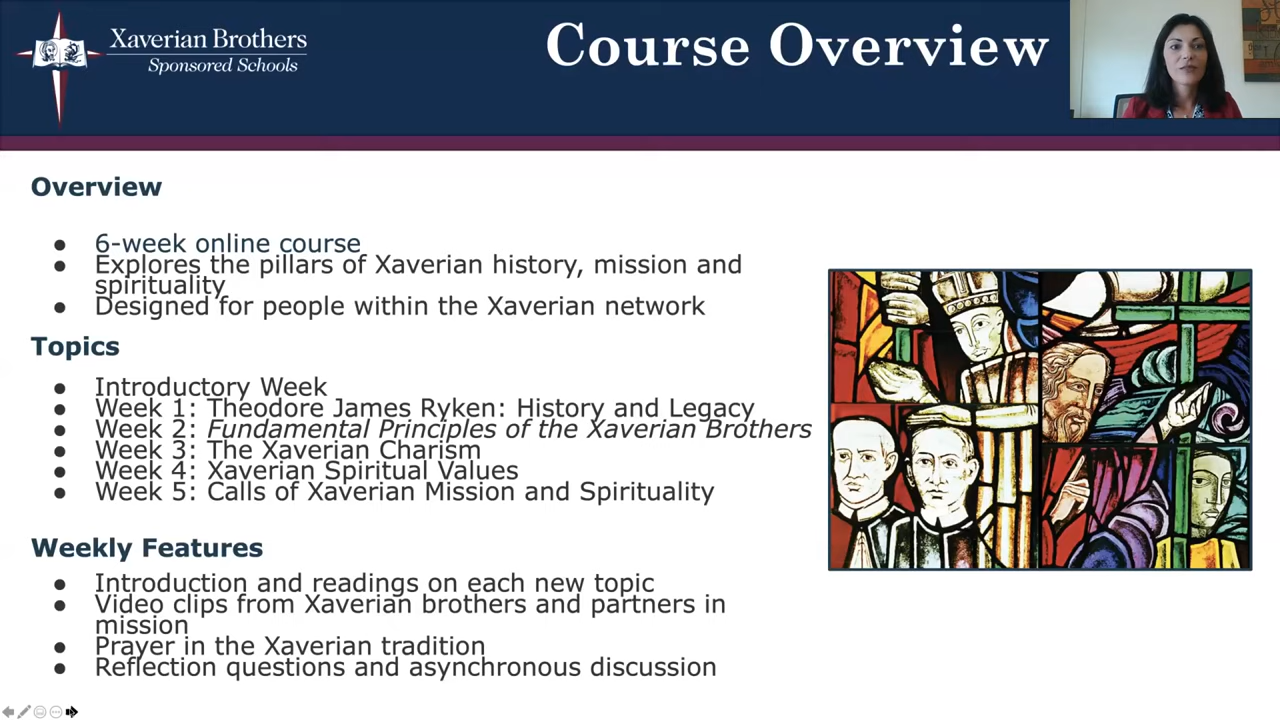 Xaverian Brothers
Sponsored Schools
Course Overview
Overview
● 6-week online course
● Explores the pillars of Xaverian history, mission and
spirituality
● Designed for people within the Xaverian network
Topics
● Introductory Week
● Week 1: Theodore James Ryken: History and Legacy
● Week 2: Fundamental Principles of the Xaverian Brothers
● Week 3: The Xaverian Charism
● Week 4: Xaverian Spiritual Values
● Week 5: Calls of Xaverian Mission and Spirituality
Weekly Features
● Introduction and readings on each new topic
● Video clips from Xaverian brothers and partners in
mission
● Prayer in the Xaverian tradition
● Reflection questions and asynchronous discussion